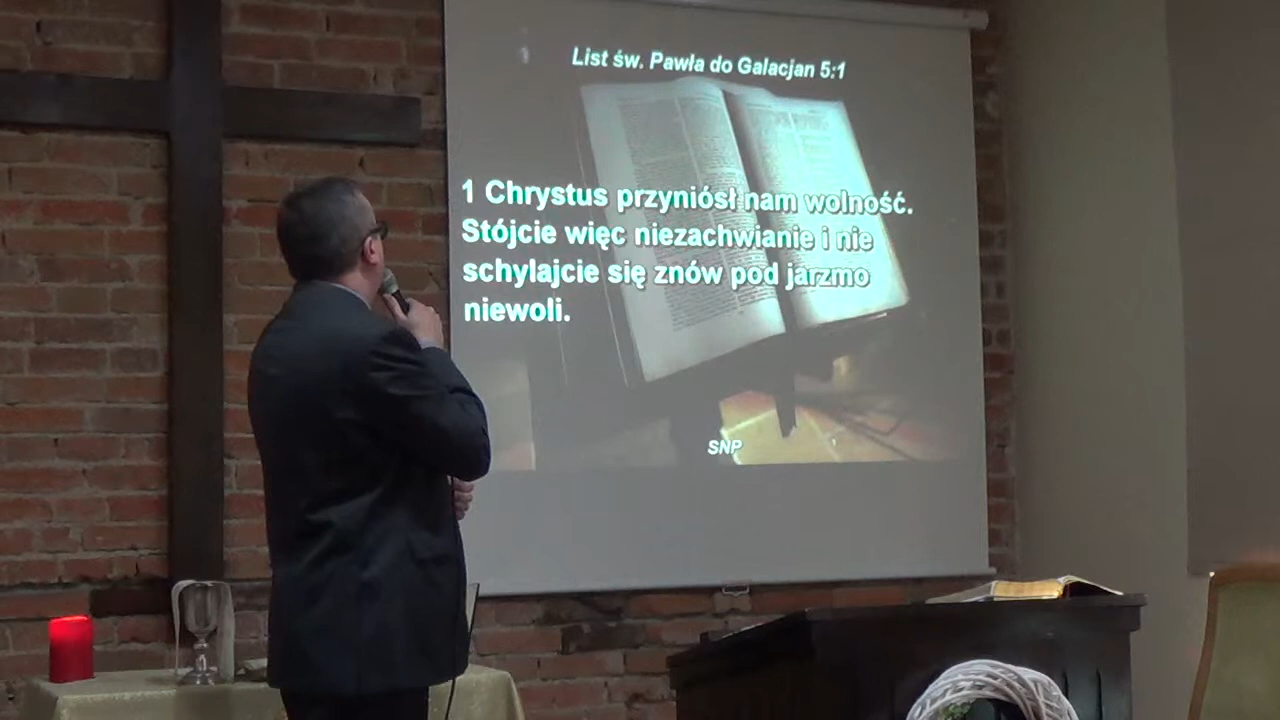 List św. Pawła do Galacjan 5:1
1 Chrystus przyniósł nam wolność.
Stójcie więc niezachwianie i nie
schylajcie się znów pod jarzmo
niewoli.
SNP